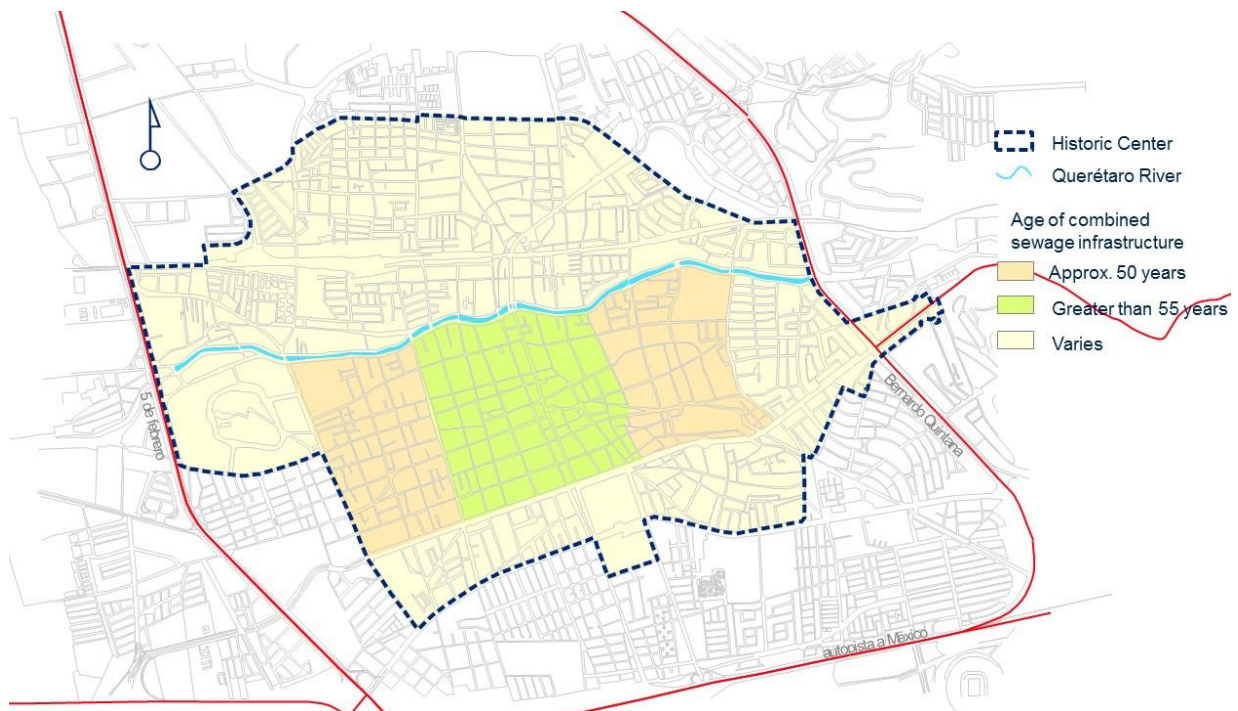 Historic Center
Querétaro River
Age of combined
sewage infrastructure
Approx. 50 years
Greater than 55 years
Varies
5 de febrero
Bernardo Quintana
autopista a México